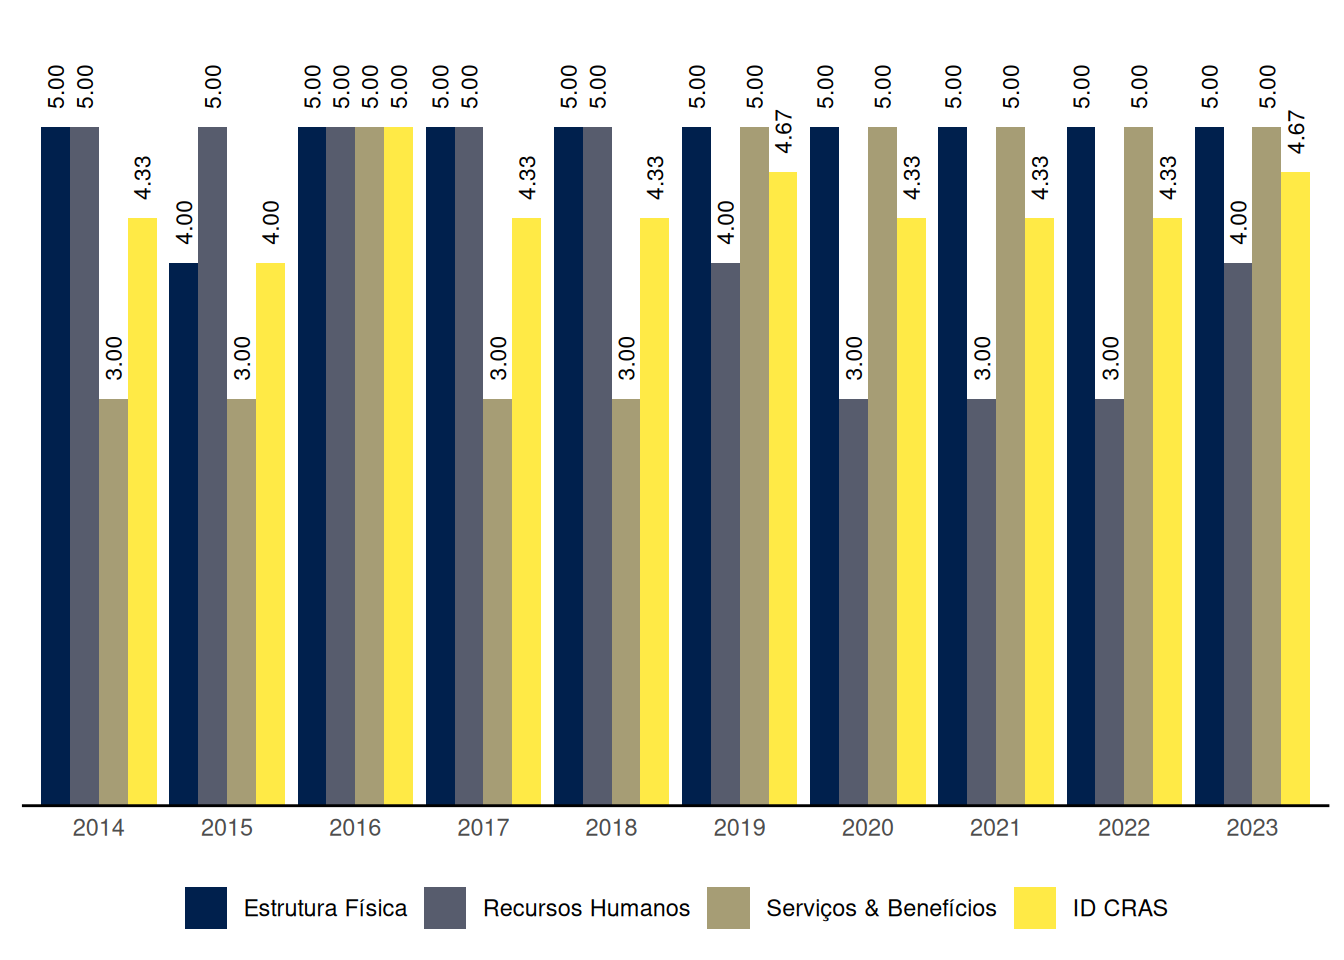 5.00 5.00 3.00 4.33 4.00 5.00 3.00 4.00 5.00 5.00 5.00 5.00 5.00 5.00 3.00 4.33 5.00 5.00 3.00 4.33 5.00 4.00 5.00 4.67 5.00 3.00 5.00 4.33 5.00 3.00 5.00 4.33 5.00 3.00 5.00 4.33 5.00 4.00 5.00 4.67
2014 2015 2016 2017 2018 2019 2020 2021 2022 2023
Estrutura Física Recursos Humanos Serviços & Benefícios ID CRAS